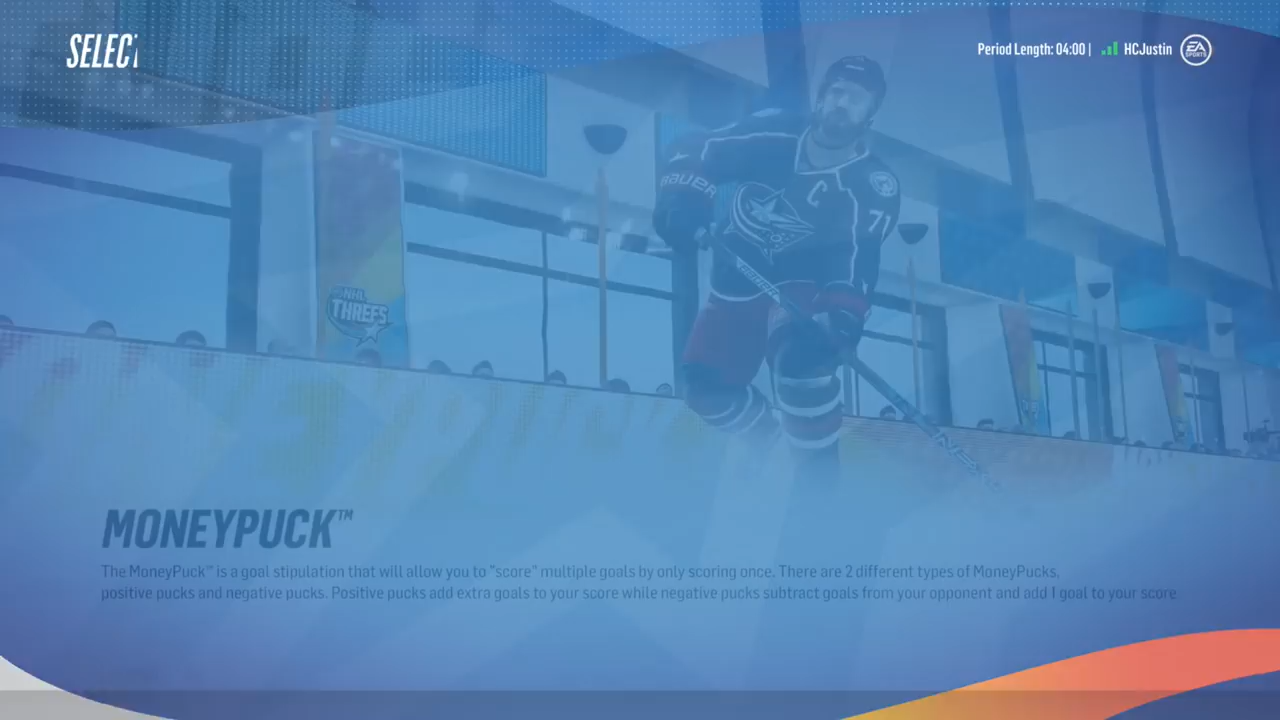 SELEC
Period Length: 04:00 |
HCJustin
EA
SPORTS
BAUER
C
71
NHL
THREES
MONEYPUCK™
The MoneyPuck™ is a goal stipulation that will allow you to "score" multiple goals by only scoring once. There are 2 different types of MoneyPucks,
positive pucks and negative pucks. Positive pucks add extra goals to your score while negative pucks subtract goals from your opponent and add 1 goal to your score.